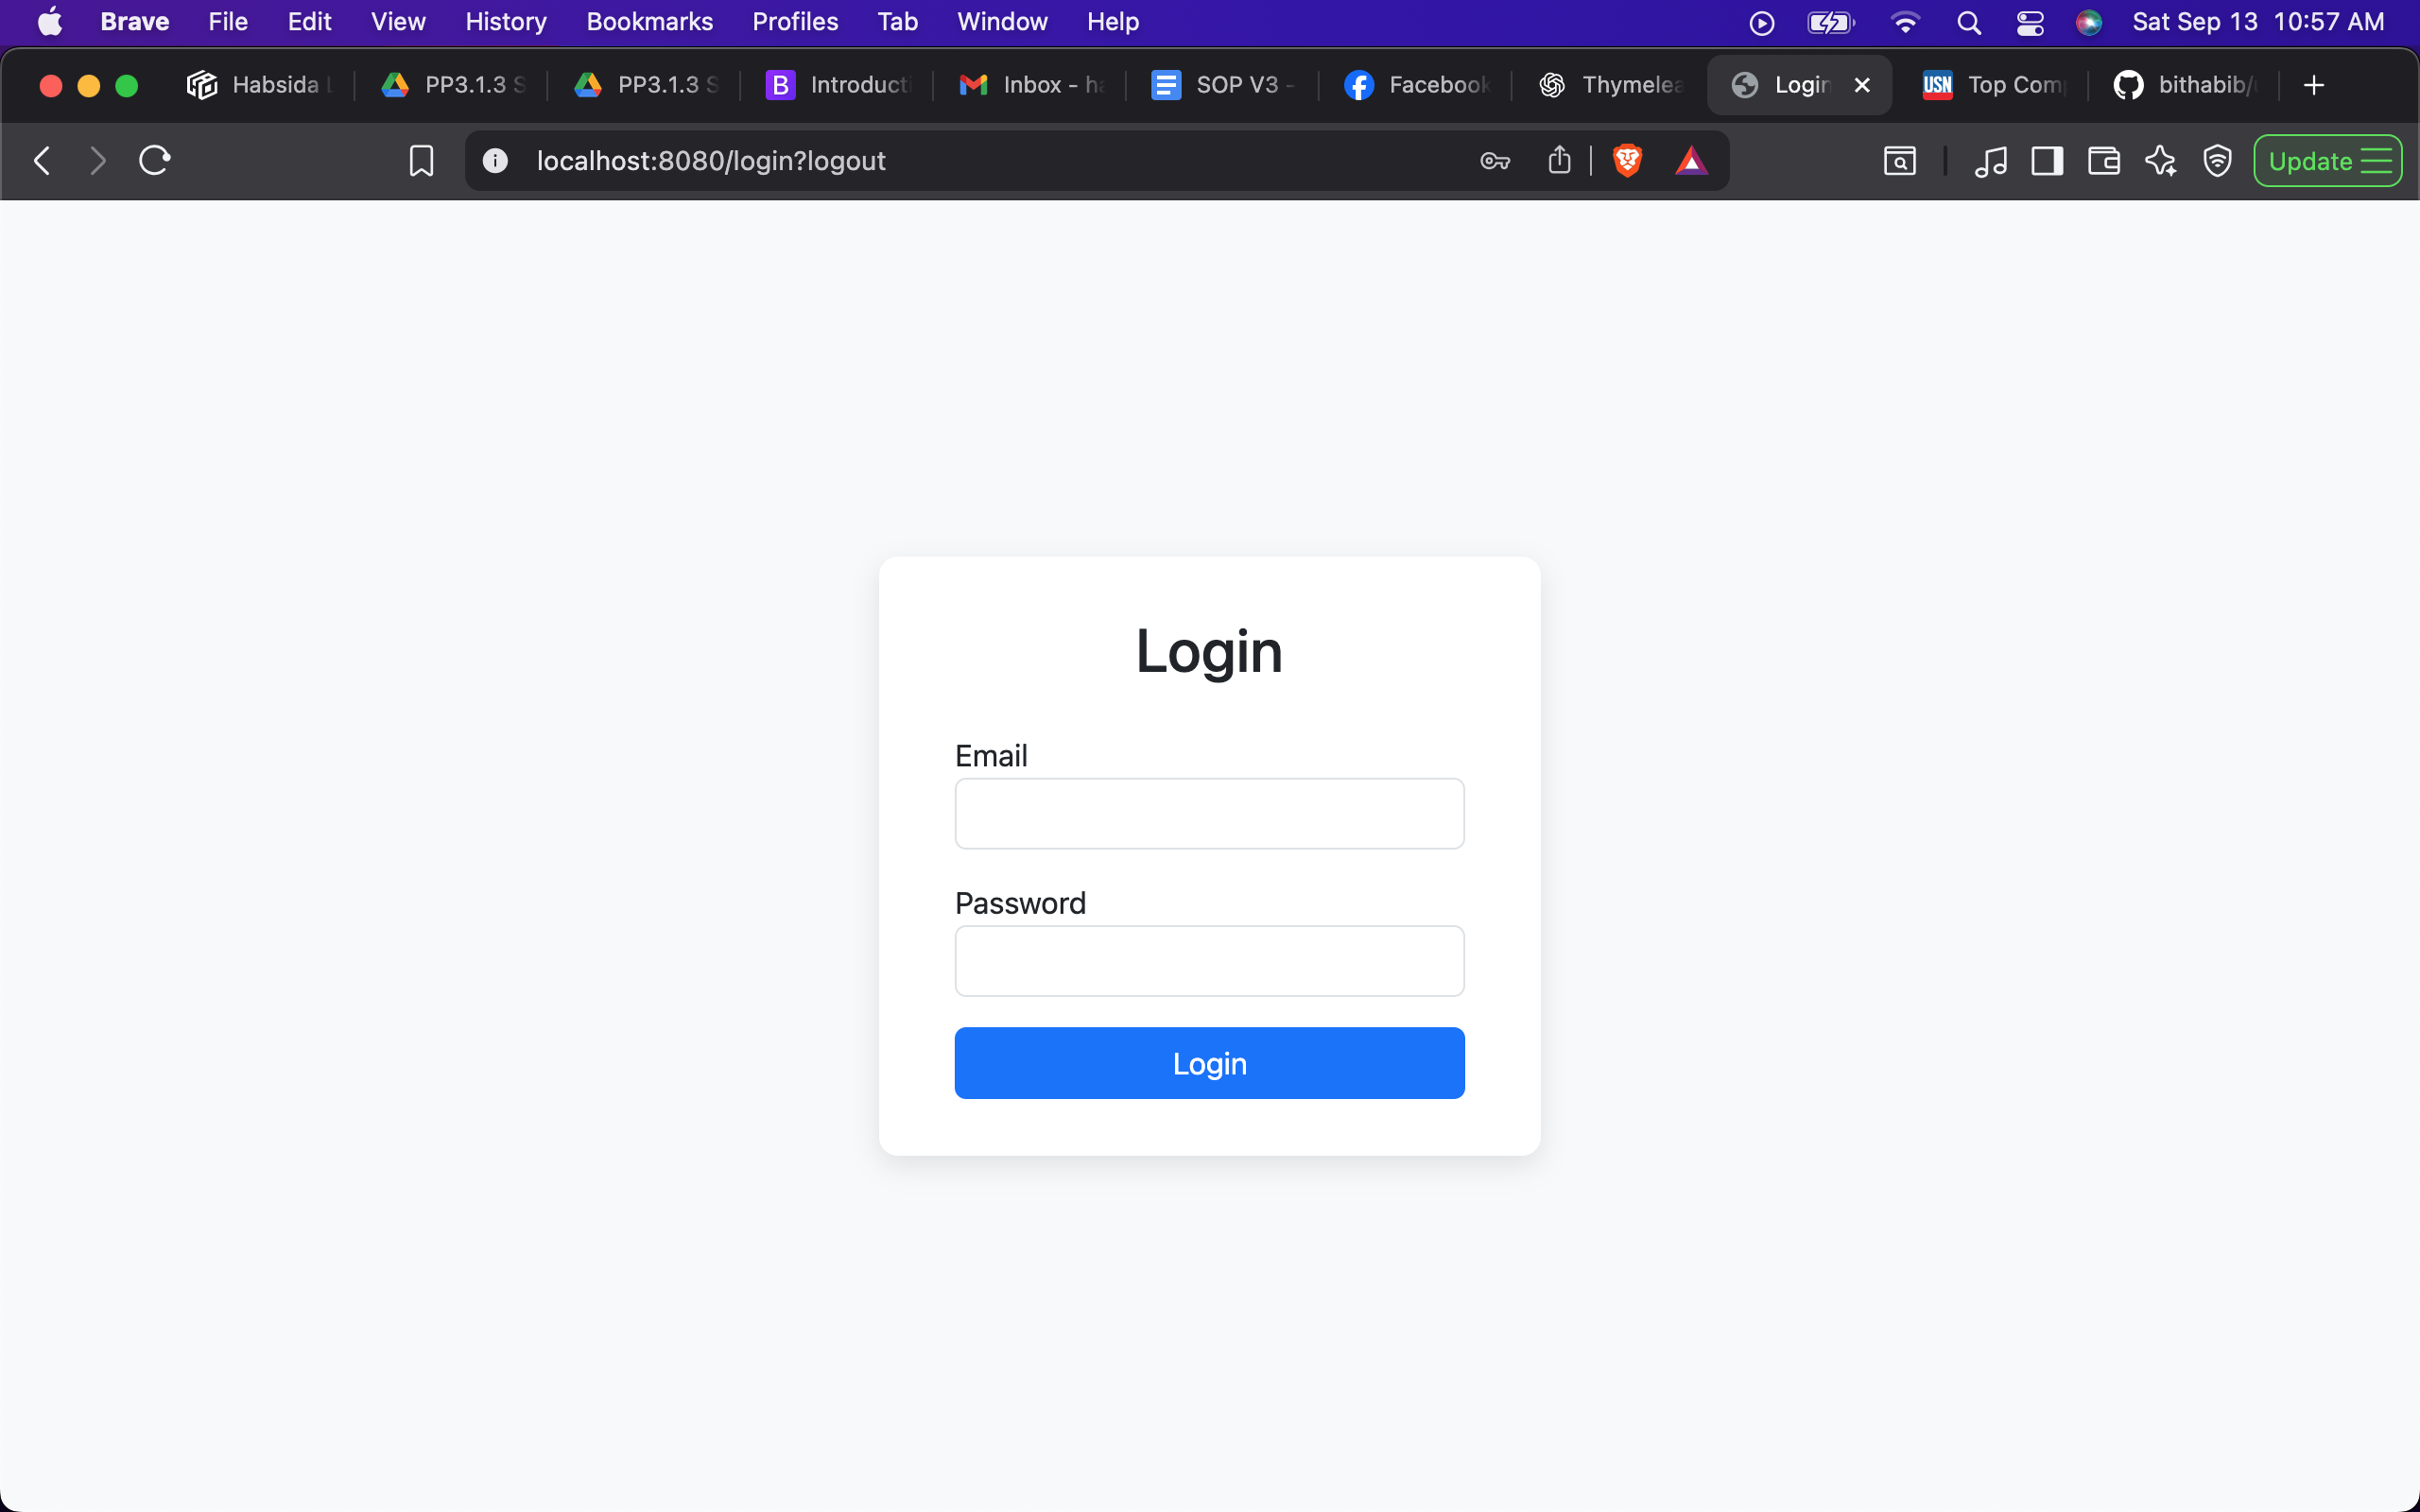 Brave File Edit View History Bookmarks Profiles Tab Window Help Sat Sep 13 10:57 AM
Habsida PP3.1.3 S PP3.1.3 S B Introducti Inbox - ha SOP V3 - Facebook Thymelea Login USN Top Com bithabib/
localhost:8080/login?logout Update
Login
Email
Password
Login